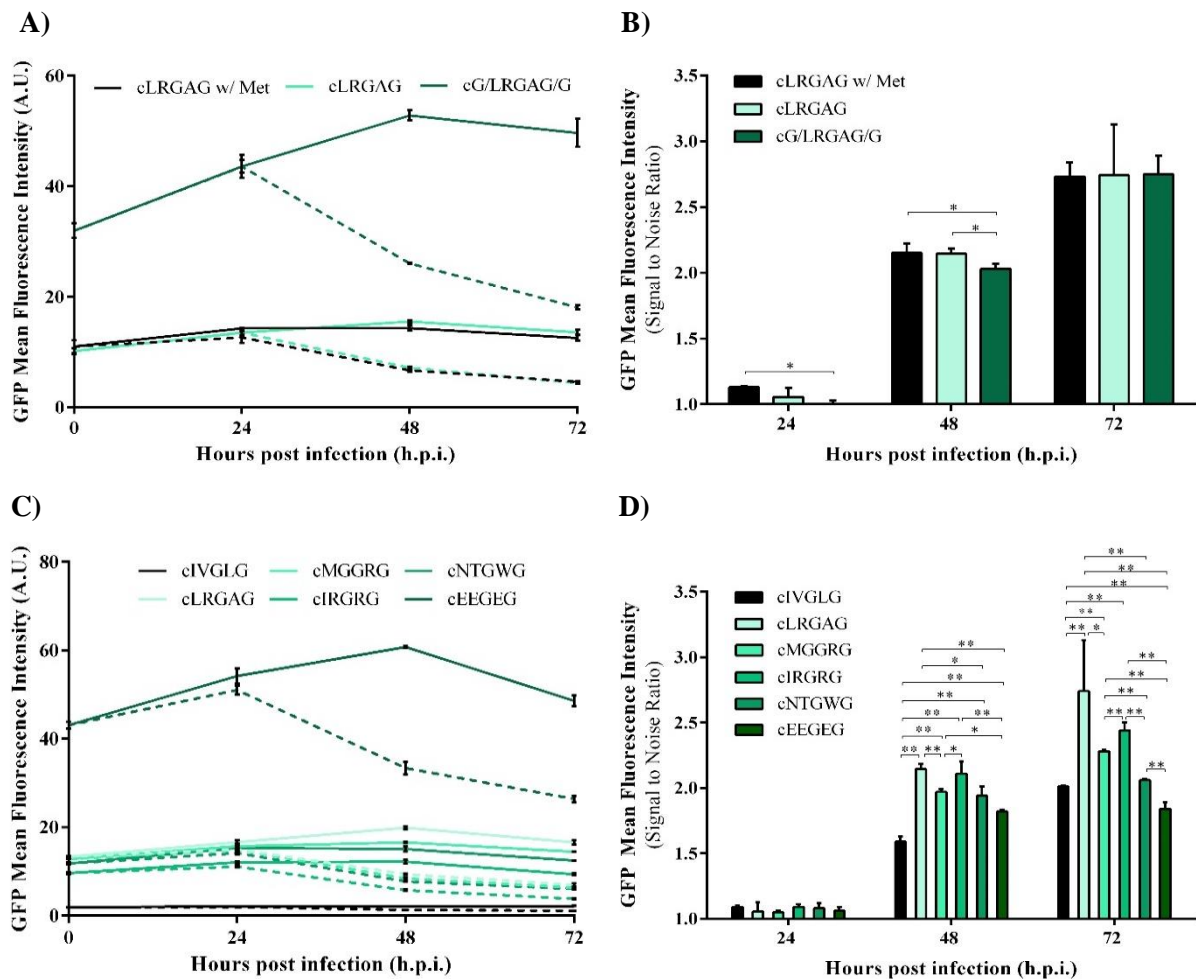 A)
cLRGAG w/ Met cLRGAG cG/LRGAG/G
GFP Mean Fluorescence Intensity (A.U.)
60
40
20
0
0 24 48 72
Hours post infection (h.p.i.)
B)
cLRGAG w/ Met
cLRGAG
cG/LRGAG/G
GFP Mean Fluorescence Intensity
(Signal to Noise Ratio)
3.5
3.0
2.5
2.0
1.5
1.0
*
*
*
24 48 72
Hours post infection (h.p.i.)
C)
cIVGLG cMGGRG cNTGWG
cLRGAG cIRGRG cEEGEG
GFP Mean Fluorescence Intensity (A.U.)
80
60
40
20
0
0 24 48 72
Hours post infection (h.p.i.)
D)
cIVGLG
cLRGAG
cMGGRG
cIRGRG
cNTGWG
cEEGEG
GFP Mean Fluorescence Intensity
(Signal to Noise Ratio)
3.5
3.0
2.5
2.0
1.5
1.0
**
*
**
**
** **
** *
** ** *
**
**
**
**
** **
** * **
**
** **
**
24 48 72
Hours post infection (h.p.i.)